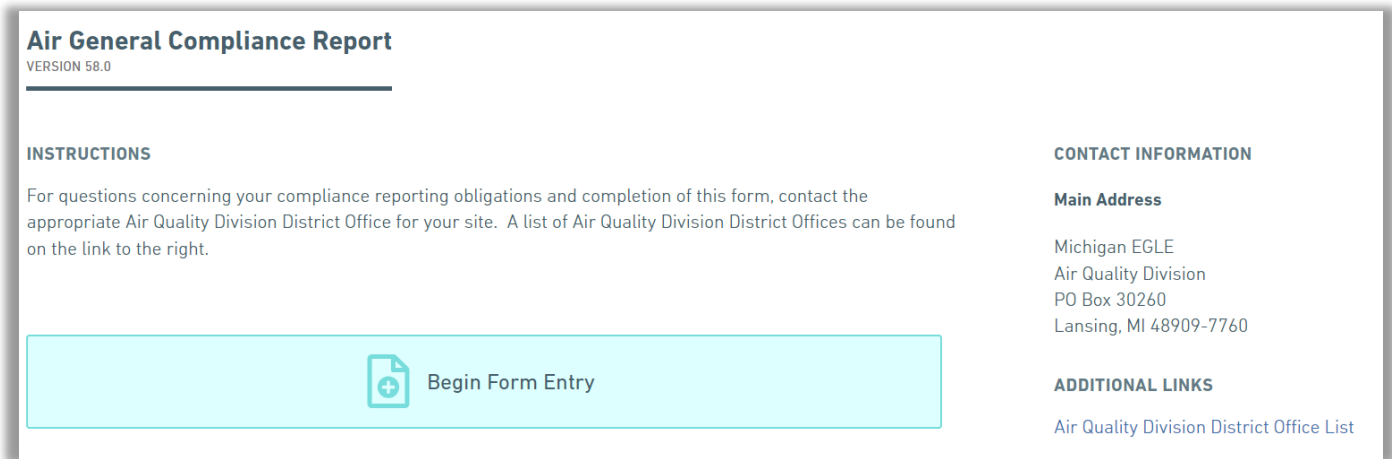 Air General Compliance Report
VERSION 58.0
INSTRUCTIONS
For questions concerning your compliance reporting obligations and completion of this form, contact the
appropriate Air Quality Division District Office for your site.  A list of Air Quality Division District Offices can be found
on the link to the right.
Begin Form Entry
CONTACT INFORMATION
Main Address
Michigan EGLE
Air Quality Division
PO Box 30260
Lansing, MI 48909-7760
ADDITIONAL LINKS
Air Quality Division District Office List